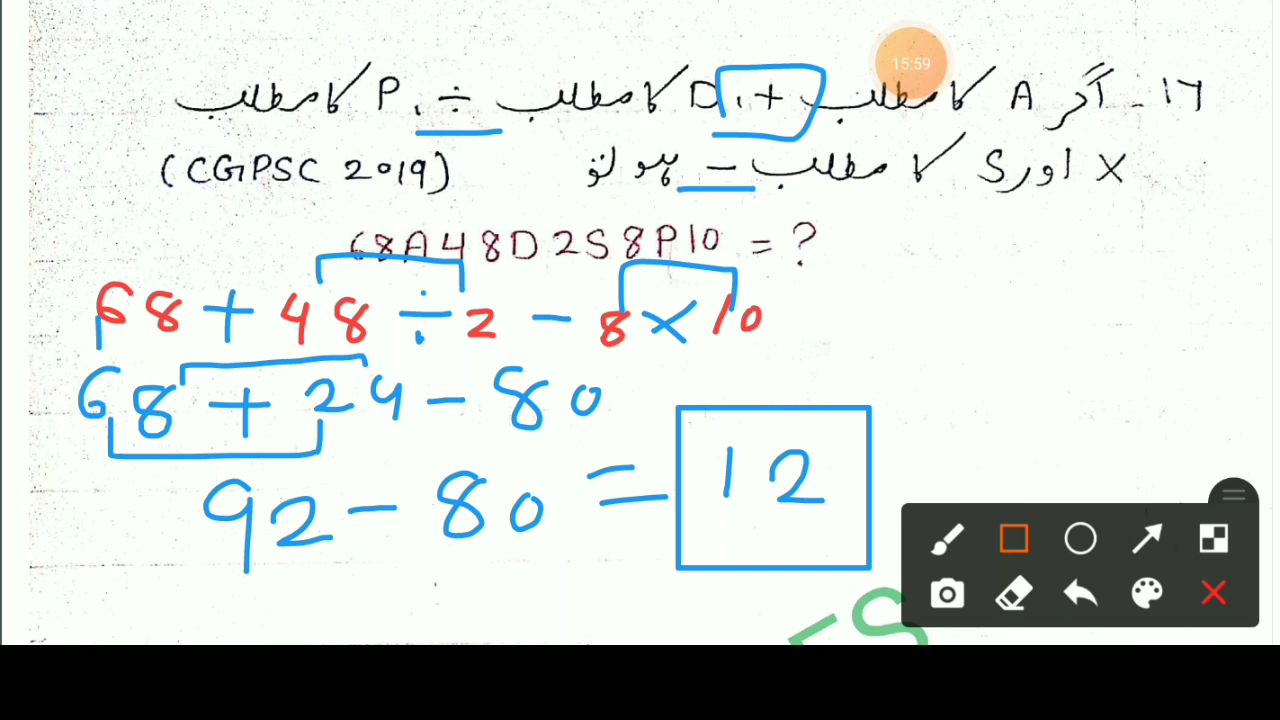 15:59
۱۶ - اگر A کا مطلب +، D کا مطلب ÷، P کا مطلب
X اور S کا مطلب - ہو تو (CGPSC 2019)
68A48D2S8P10 = ?
68 + 48 ÷ 2 - 8 × 10
68 + 24 - 80
92 - 80 = 12